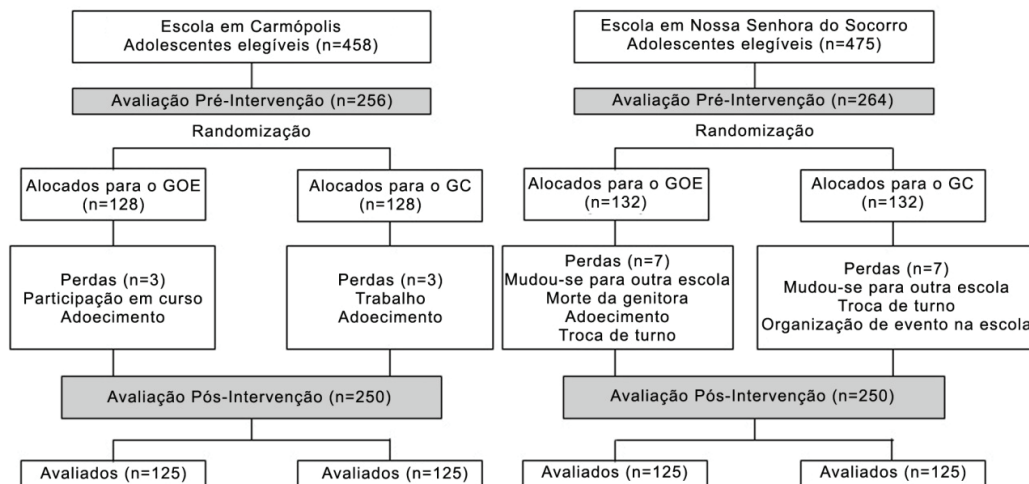 Escola em Carmópolis
Adolescentes elegíveis (n=458)
Avaliação Pré-Intervenção (n=256)
Randomização
Alocados para o GOE
(n=128)
Alocados para o GC
(n=128)
Perdas (n=3)
Participação em curso
Adoecimento
Perdas (n=3)
Trabalho
Adoecimento
Avaliação Pós-Intervenção (n=250)
Avaliados (n=125)
Avaliados (n=125)
Escola em Nossa Senhora do Socorro
Adolescentes elegíveis (n=475)
Avaliação Pré-Intervenção (n=264)
Randomização
Alocados para o GOE
(n=132)
Alocados para o GC
(n=132)
Perdas (n=7)
Mudou-se para outra escola
Morte da genitora
Adoecimento
Troca de turno
Perdas (n=7)
Mudou-se para outra escola
Troca de turno
Organização de evento na escola
Avaliação Pós-Intervenção (n=250)
Avaliados (n=125)
Avaliados (n=125)